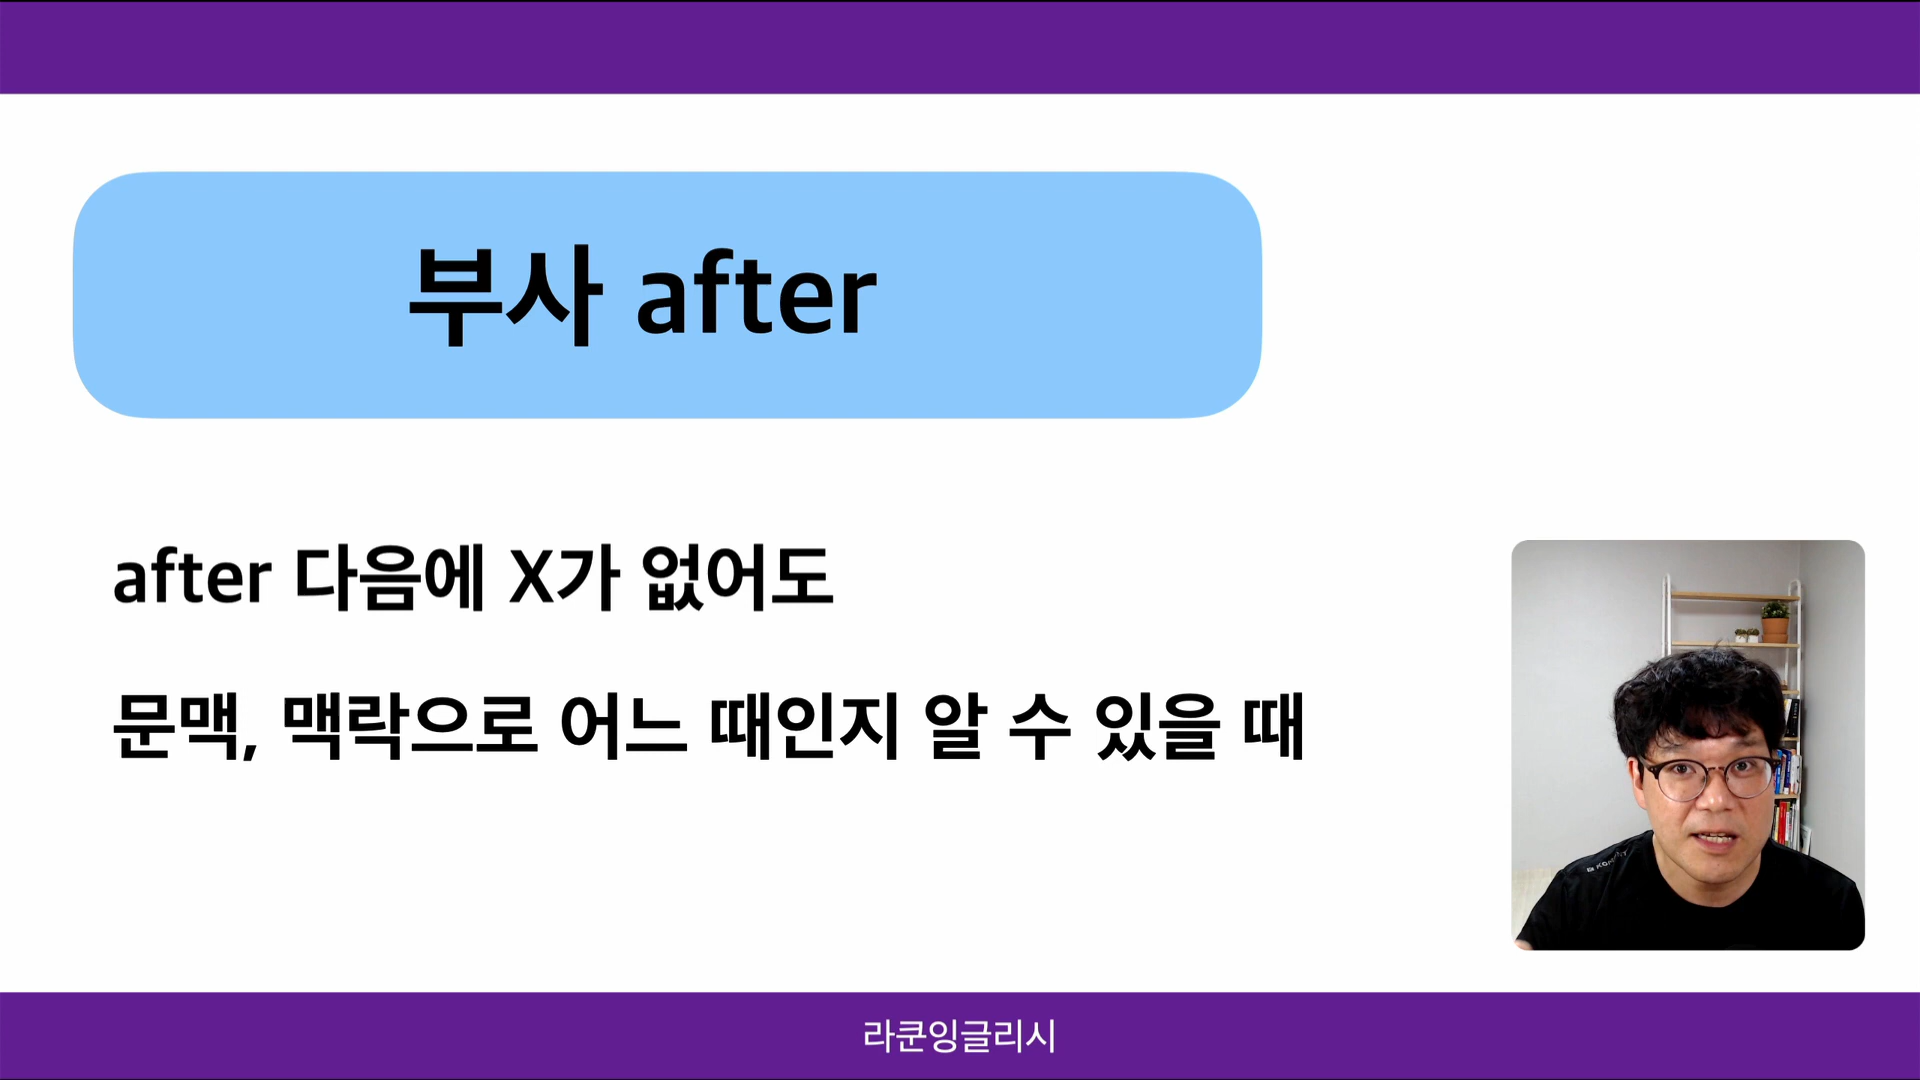 부사 after
after 다음에 X가 없어도
문맥, 맥락으로 어느 때인지 알 수 있을 때
라쿤잉글리시